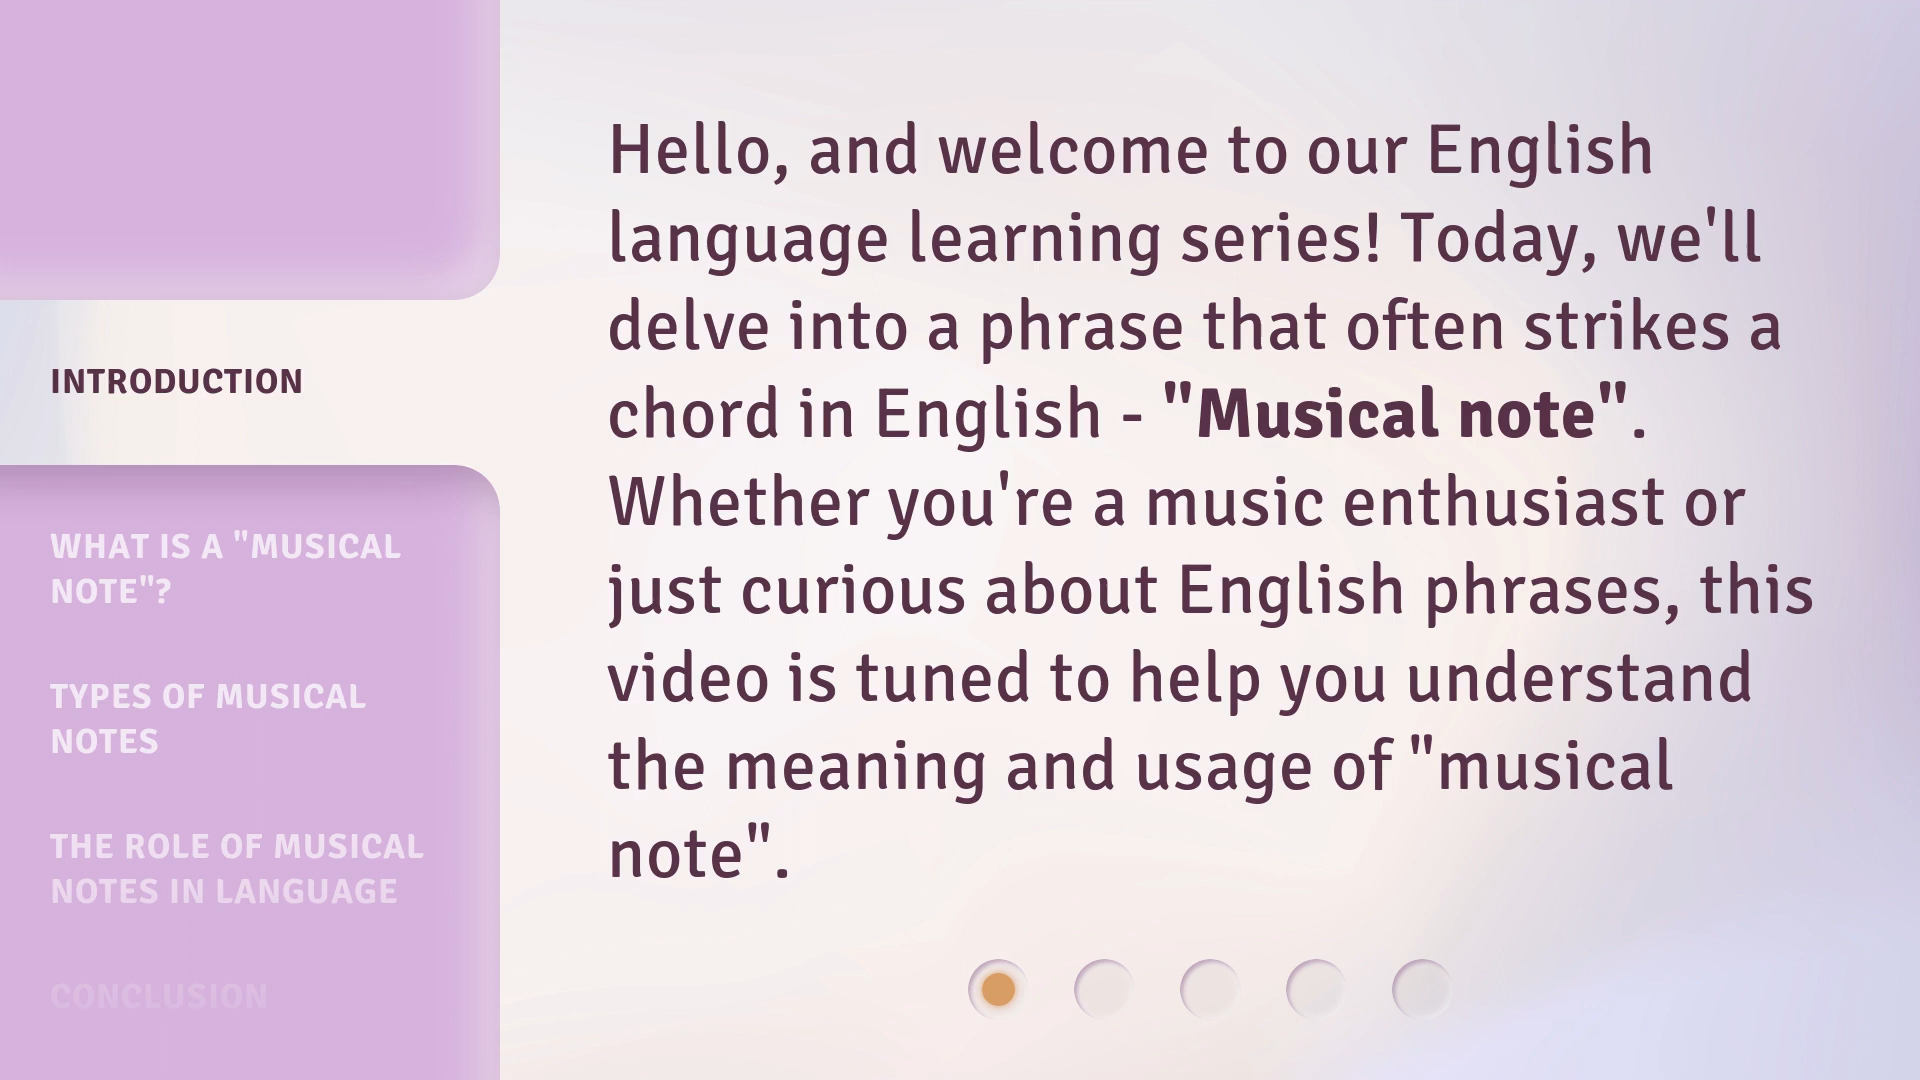 INTRODUCTION
WHAT IS A "MUSICAL
NOTE"?
TYPES OF MUSICAL
NOTES
THE ROLE OF MUSICAL
NOTES IN LANGUAGE
CONCLUSION
Hello, and welcome to our English
language learning series! Today, we'll
delve into a phrase that often strikes a
chord in English - "Musical note".
Whether you're a music enthusiast or
just curious about English phrases, this
video is tuned to help you understand
the meaning and usage of "musical
note".